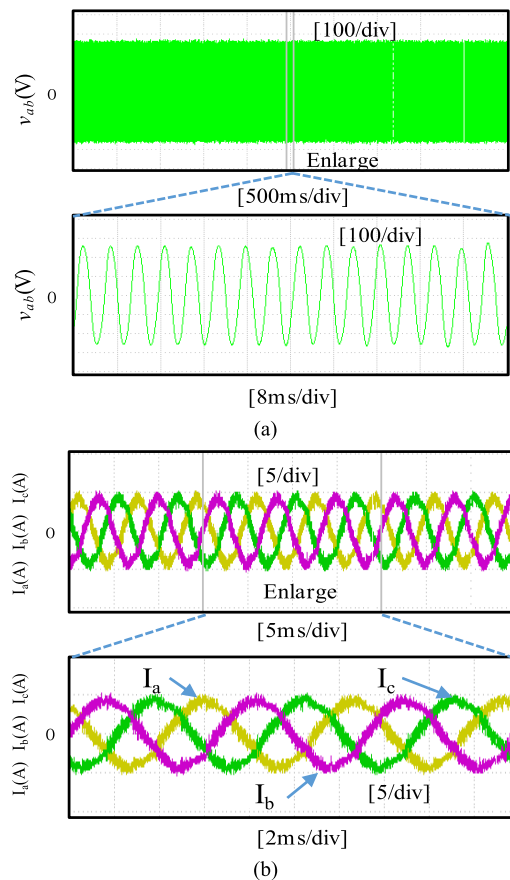 [100/div]
v_ab(V)
0
Enlarge
[500ms/div]
[100/div]
v_ab(V)
0
[8ms/div]
(a)
I_a(A) I_b(A) I_c(A)
0
[5/div]
Enlarge
[5ms/div]
I_a(A) I_b(A) I_c(A)
0
I_a
I_c
I_b
[5/div]
[2ms/div]
(b)